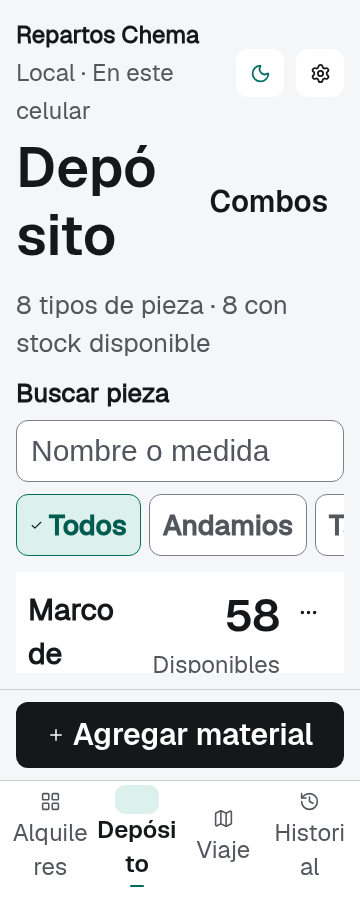 Repartos Chema
Local · En este
celular
Depó
sito
Combos
8 tipos de pieza · 8 con
stock disponible
Buscar pieza
Nombre o medida
Todos
Andamios
Marco
de
58
Disponibles
+ Agregar material
Alquile
res
Depósi
to
Viaje
Histori
al